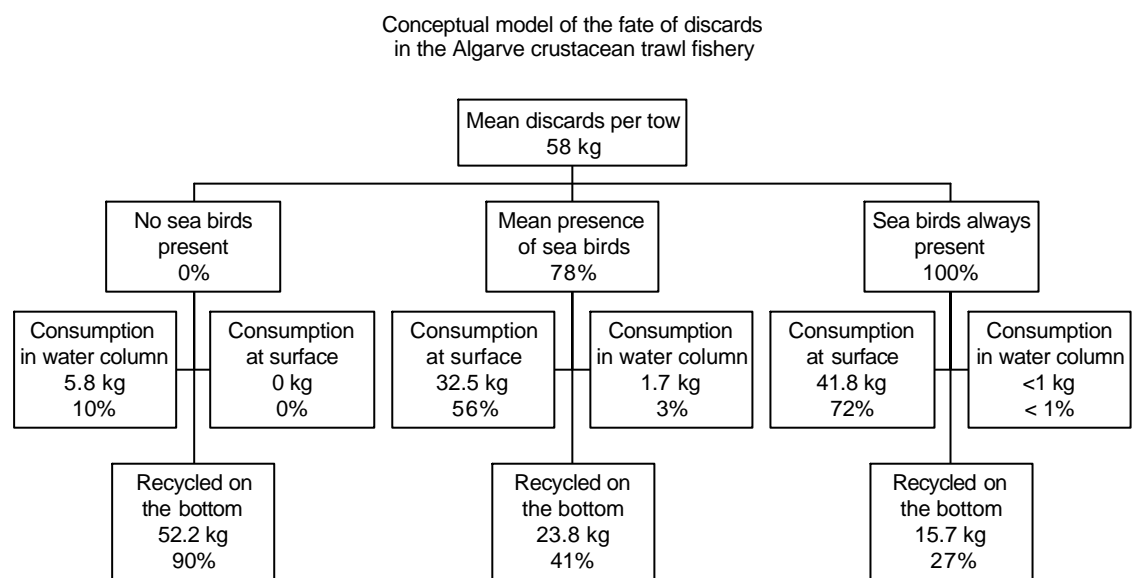 Conceptual model of the fate of discards
in the Algarve crustacean trawl fishery
Mean discards per tow
58 kg
No sea birds
present
0%
Mean presence
of sea birds
78%
Sea birds always
present
100%
Consumption
in water column
5.8 kg
10%
Consumption
at surface
0 kg
0%
Consumption
at surface
32.5 kg
56%
Consumption
in water column
1.7 kg
3%
Consumption
at surface
41.8 kg
72%
Consumption
in water column
<1 kg
< 1%
Recycled on
the bottom
52.2 kg
90%
Recycled on
the bottom
23.8 kg
41%
Recycled on
the bottom
15.7 kg
27%